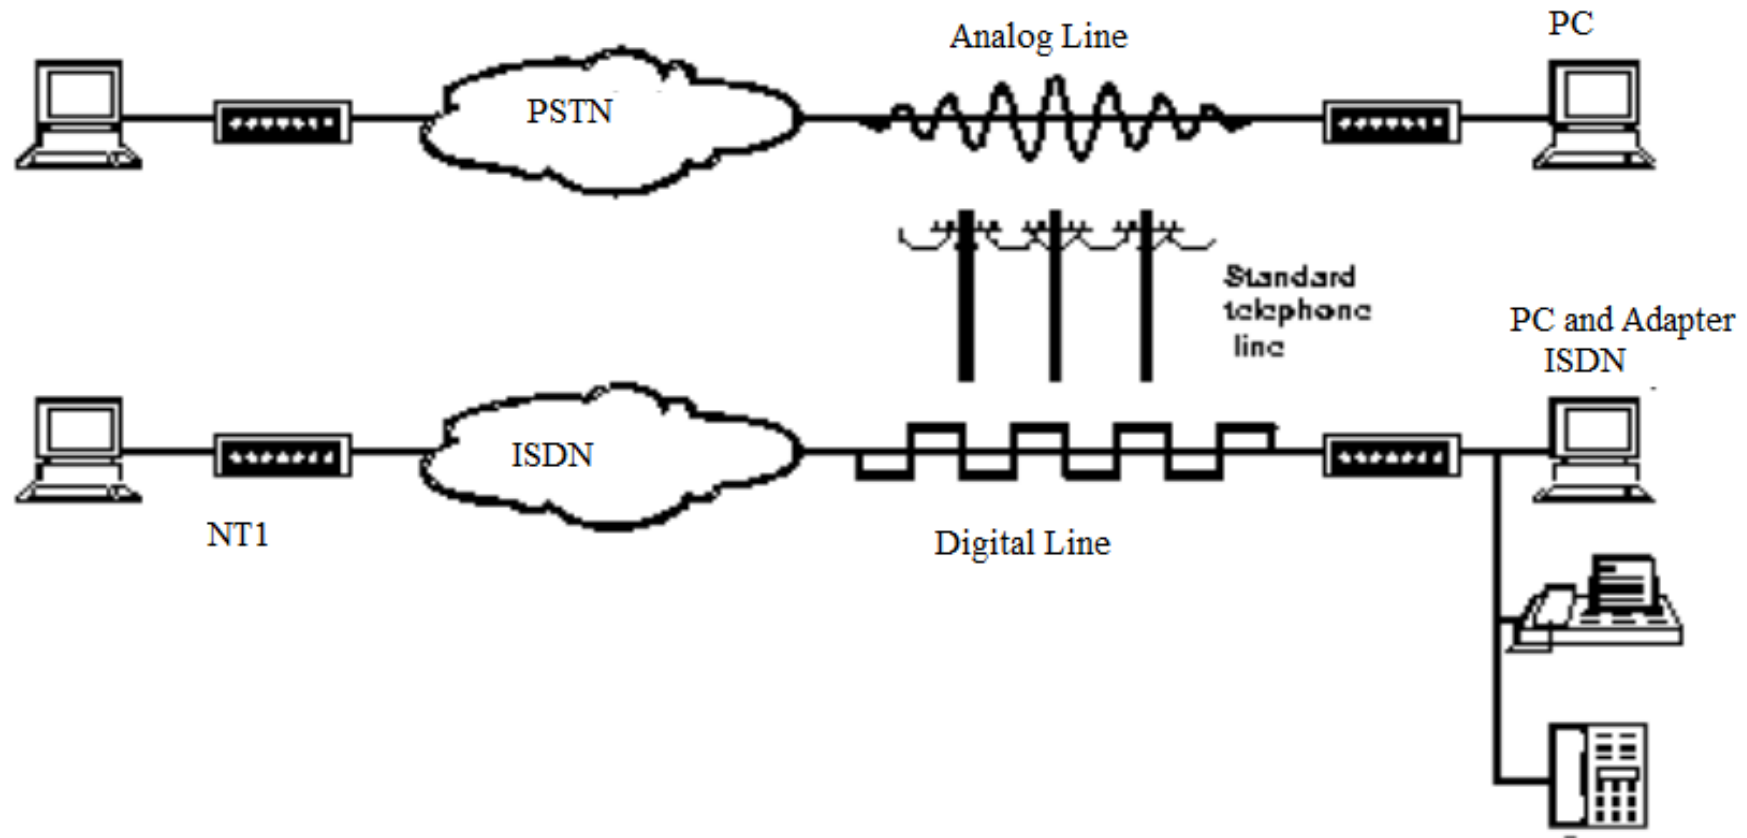 Analog Line
PC
PSTN
Standard
telephone
line
PC and Adapter
ISDN
ISDN
NT1
Digital Line